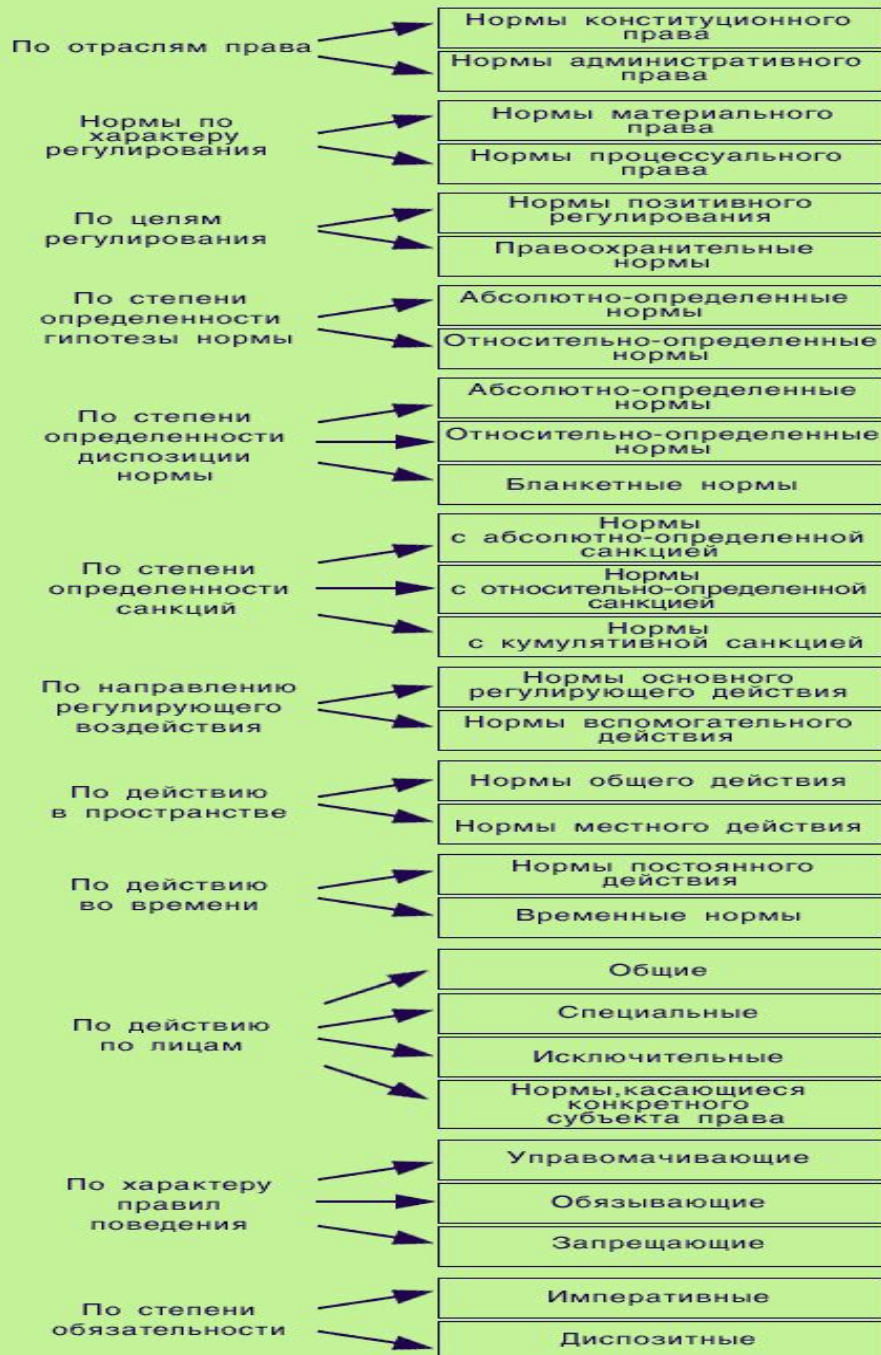 По отраслям права
Нормы конституционного
права
Нормы административного
права
Нормы по
характеру
регулирования
Нормы материального
права
Нормы процессуального
права
По целям
регулирования
Нормы позитивного
регулирования
Правоохранительные
нормы
По степени
определенности
гипотезы нормы
Абсолютно-определенные
нормы
Относительно-определенные
нормы
По степени
определенности
диспозиции
нормы
Абсолютно-определенные
нормы
Относительно-определенные
нормы
Бланкетные нормы
По степени
определенности
санкций
Нормы
с абсолютно-определенной
санкцией
Нормы
с относительно-определенной
санкцией
Нормы
с кумулятивной санкцией
По направлению
регулирующего
воздействия
Нормы основного
регулирующего действия
Нормы вспомогательного
действия
По действию
в пространстве
Нормы общего действия
Нормы местного действия
По действию
во времени
Нормы постоянного
действия
Временные нормы
По действию
по лицам
Общие
Специальные
Исключительные
Нормы,касающиеся
конкретного
субъекта права
По характеру
правил
поведения
Управомачивающие
Обязывающие
Запрещающие
По степени
обязательности
Императивные
Диспозитные